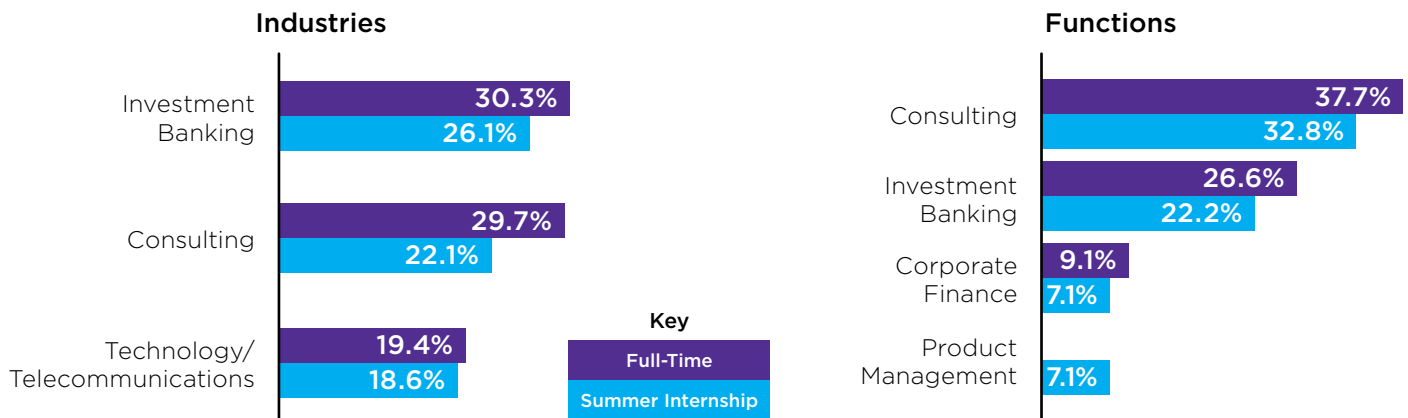 Industries
Investment
Banking
30.3%
26.1%
Consulting
29.7%
22.1%
Technology/
Telecommunications
19.4%
18.6%
Key
Full-Time
Summer Internship
Functions
Consulting
37.7%
32.8%
Investment
Banking
26.6%
22.2%
Corporate
Finance
9.1%
7.1%
Product
Management
7.1%